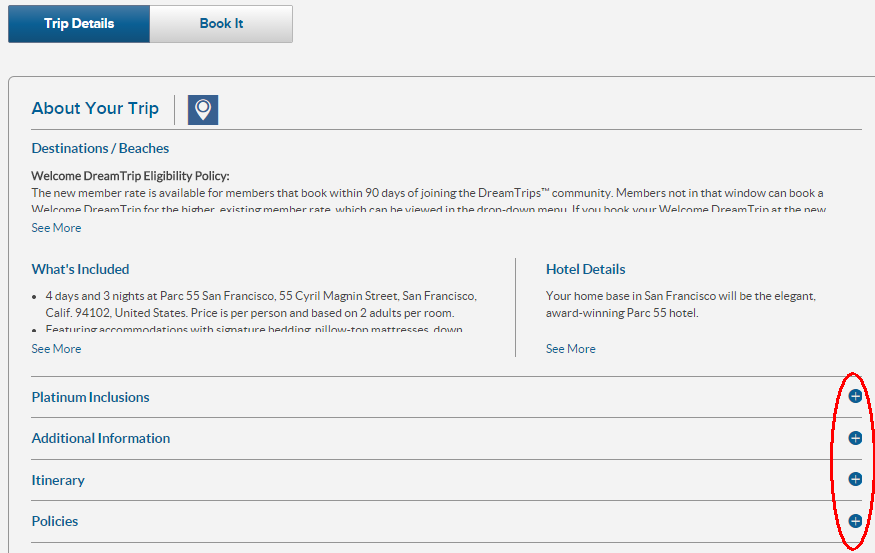 Trip Details
Book It
About Your Trip
Destinations / Beaches
Welcome DreamTrip Eligibility Policy:
The new member rate is available for members that book within 90 days of joining the DreamTrips™ community. Members not in that window can book a
Welcome DreamTrip for the higher, existing member rate, which can be viewed in the drop-down menu. If you book your Welcome DreamTrip at the new
See More
What's Included
• 4 days and 3 nights at Parc 55 San Francisco, 55 Cyril Magnin Street, San Francisco,
Calif. 94102, United States. Price is per person and based on 2 adults per room.
• Featuring accommodations with signature bedding, pillow-top mattresses, down
See More
Hotel Details
Your home base in San Francisco will be the elegant,
award-winning Parc 55 hotel.
See More
Platinum Inclusions
Additional Information
Itinerary
Policies